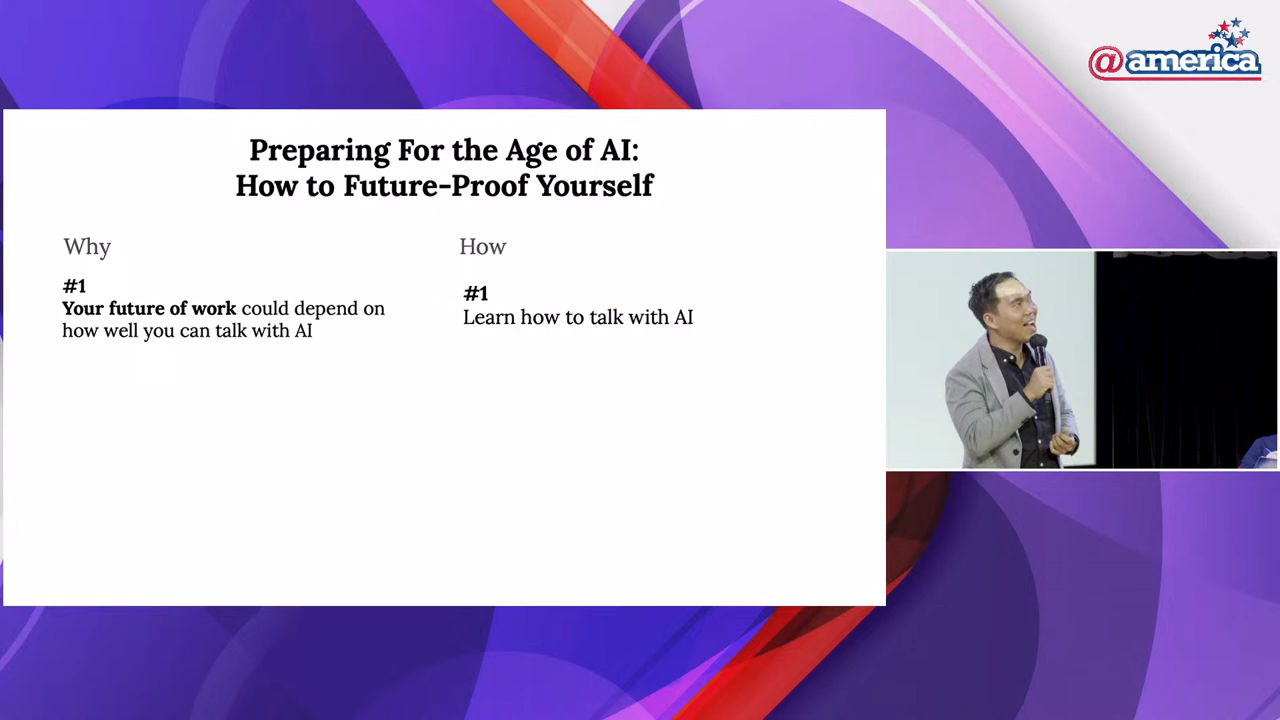 @america
Preparing For the Age of AI:
How to Future-Proof Yourself
Why
#1
Your future of work could depend on
how well you can talk with AI
How
#1
Learn how to talk with AI